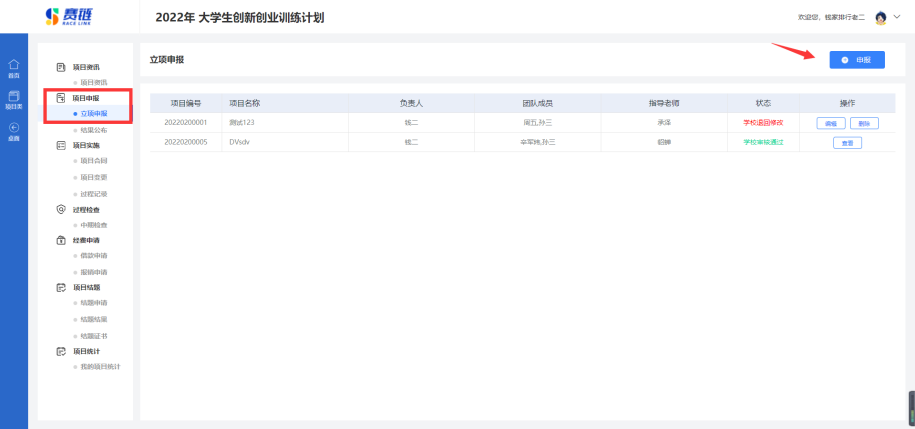 赛链
RACE LINK
2022年 大学生创新创业训练计划
欢迎您, 钱家排行老二
首页
项目类
桌面
项目资讯
项目资讯
项目申报
立项申报
结果公布
项目实施
项目合同
项目变更
过程记录
过程检查
中期检查
经费申请
借款申请
报销申请
项目结题
结题申请
结题结果
结题证书
项目统计
我的项目统计
立项申报
申报
项目编号 项目名称 负责人 团队成员 指导老师 状态 操作
20220200001 测试123 钱二 周五,孙三 承泽 学校退回修改 编辑 删除
20220200005 DVsdv 钱二 辛军姚,孙三 学校审核通过 查看